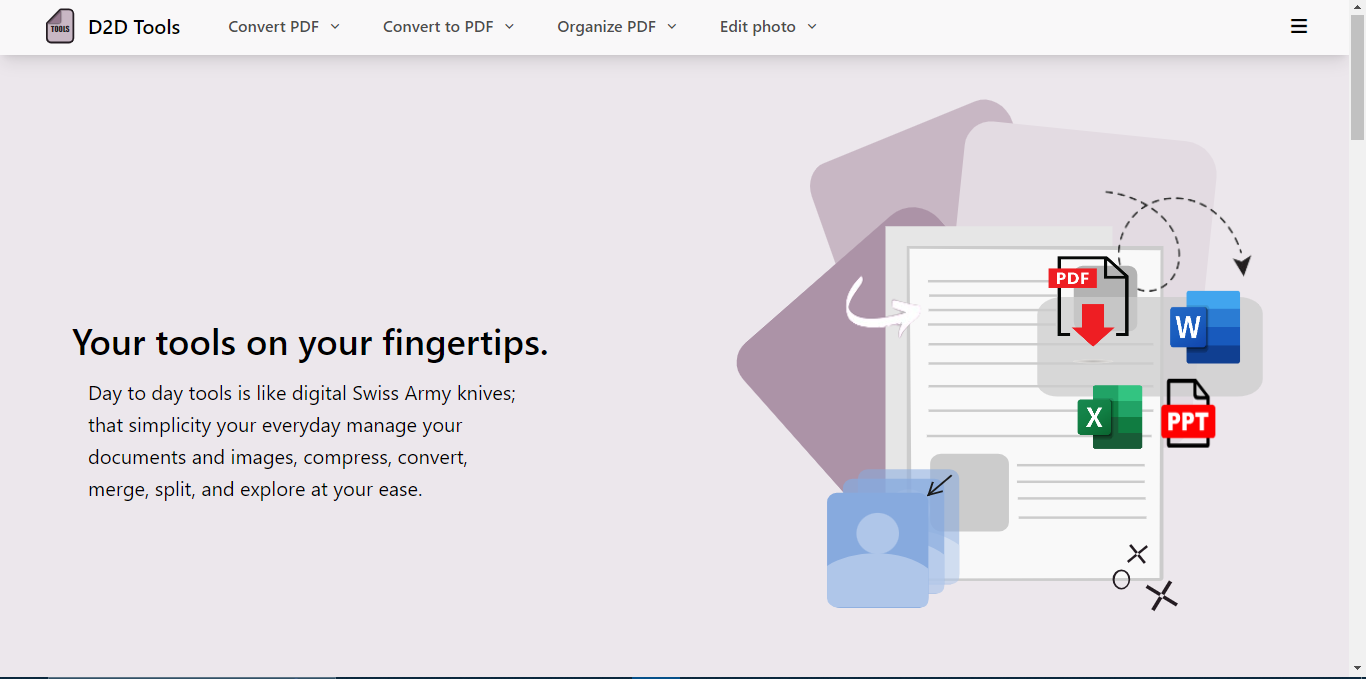 TOOLS
D2D Tools
Convert PDF
Convert to PDF
Organize PDF
Edit photo
Your tools on your fingertips.
Day to day tools is like digital Swiss Army knives;
that simplicity your everyday manage your
documents and images, compress, convert,
merge, split, and explore at your ease.
PDF
W
X
PPT